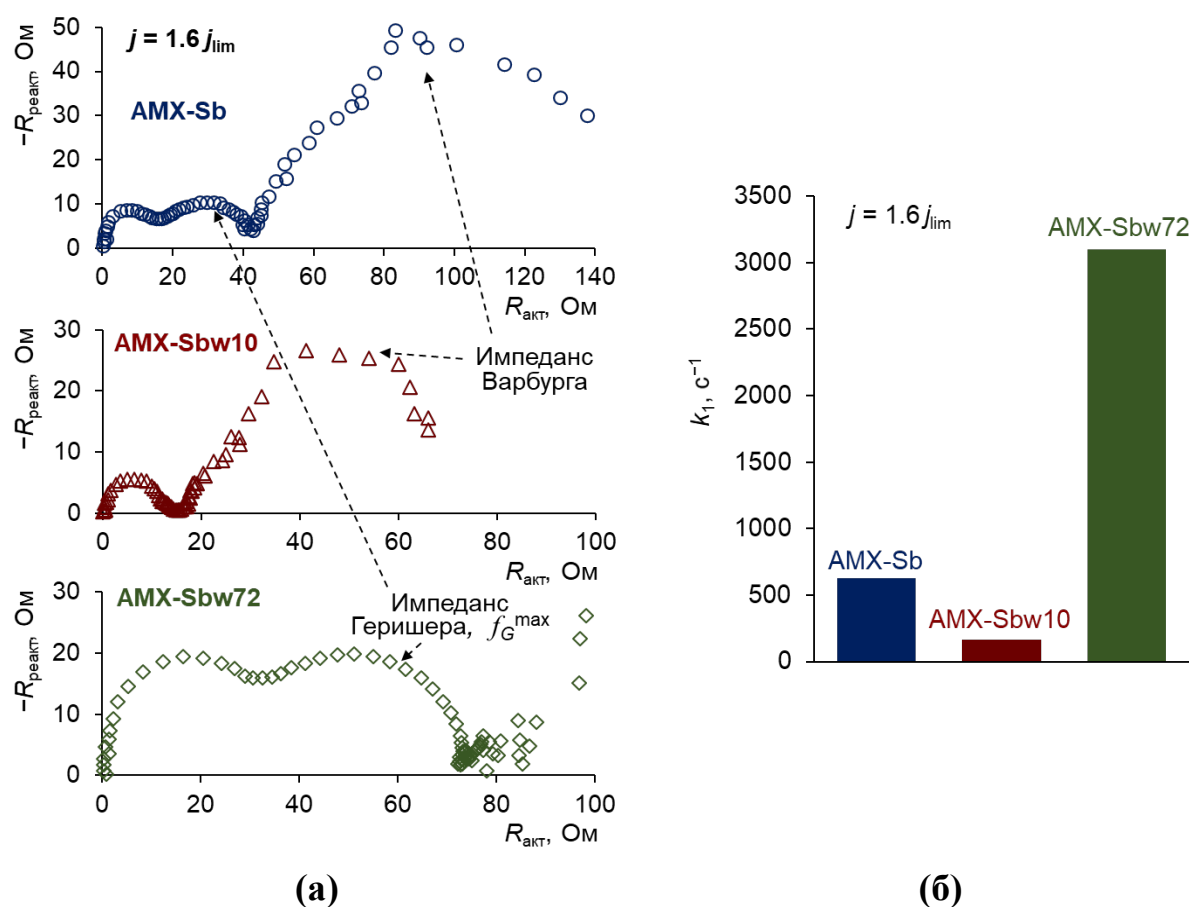 50
40
30
20
10
0
−Rреакт, Ом
j = 1.6 jlim
AMX-Sb
0 20 40 60 80 100 120 140
Rакт, Ом
30
20
10
0
−Rреакт, Ом
AMX-Sbw10
Импеданс
Варбурга
0 20 40 60 80 100
Rакт, Ом
30
20
10
0
−Rреакт, Ом
AMX-Sbw72
Импеданс
Геришера, fGmax
0 20 40 60 80 100
Rакт, Ом
(а)
3500
3000
2500
2000
1500
1000
500
0
k1, с−1
j = 1.6 jlim
AMX-Sbw72
AMX-Sb
AMX-Sbw10
(б)